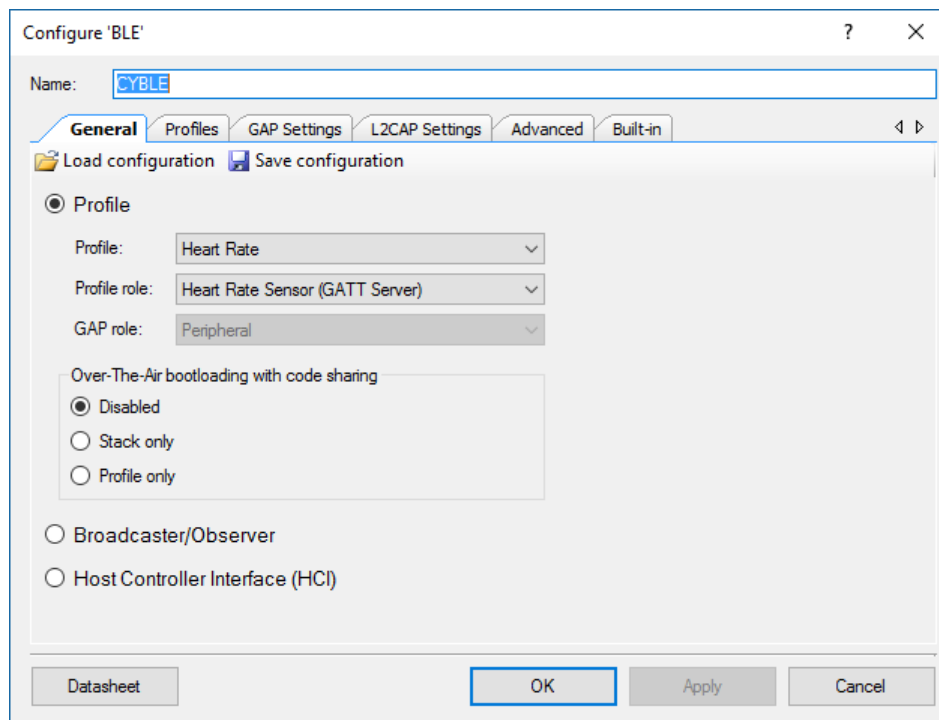 Configure 'BLE'
Name: CYBLE
General Profiles GAP Settings L2CAP Settings Advanced Built-in
Load configuration Save configuration
Profile
Profile: Heart Rate
Profile role: Heart Rate Sensor (GATT Server)
GAP role: Peripheral
Over-The-Air bootloading with code sharing
Disabled
Stack only
Profile only
Broadcaster/Observer
Host Controller Interface (HCI)
Datasheet OK Apply Cancel